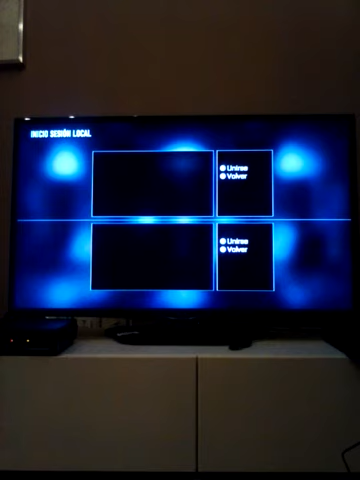 INICIO SESIÓN LOCAL
Unirse
Volver
Unirse
Volver